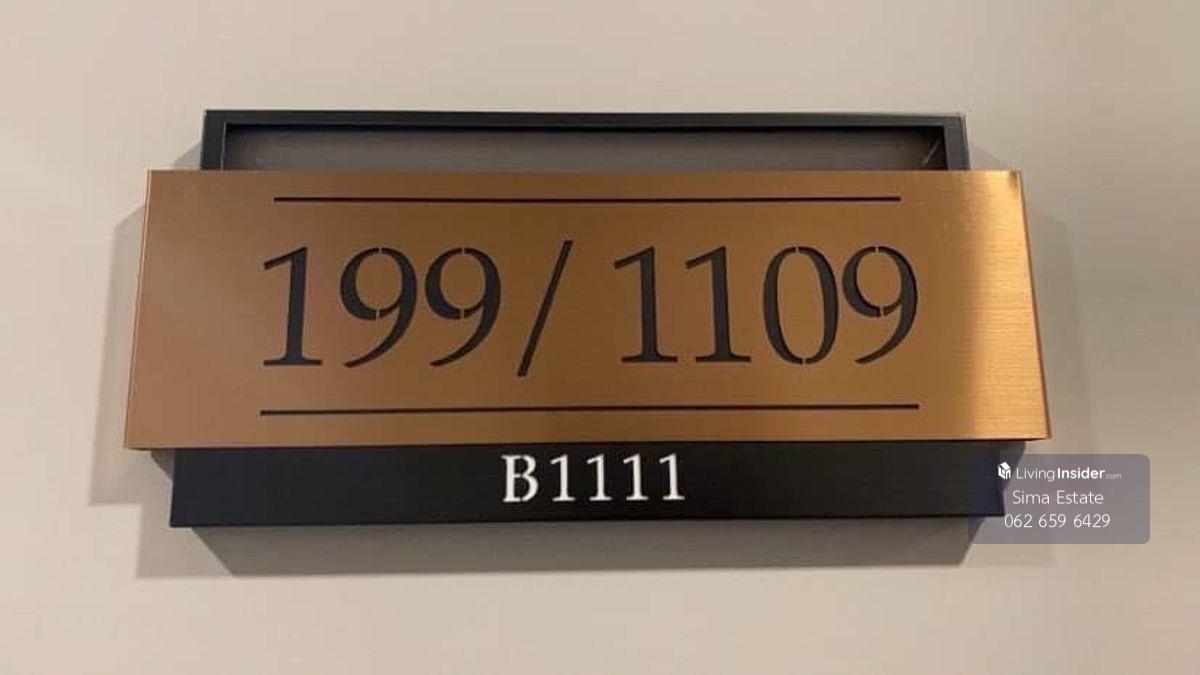 199/1109
B1111
LivingInsider.com
Sima Estate
062 659 6429